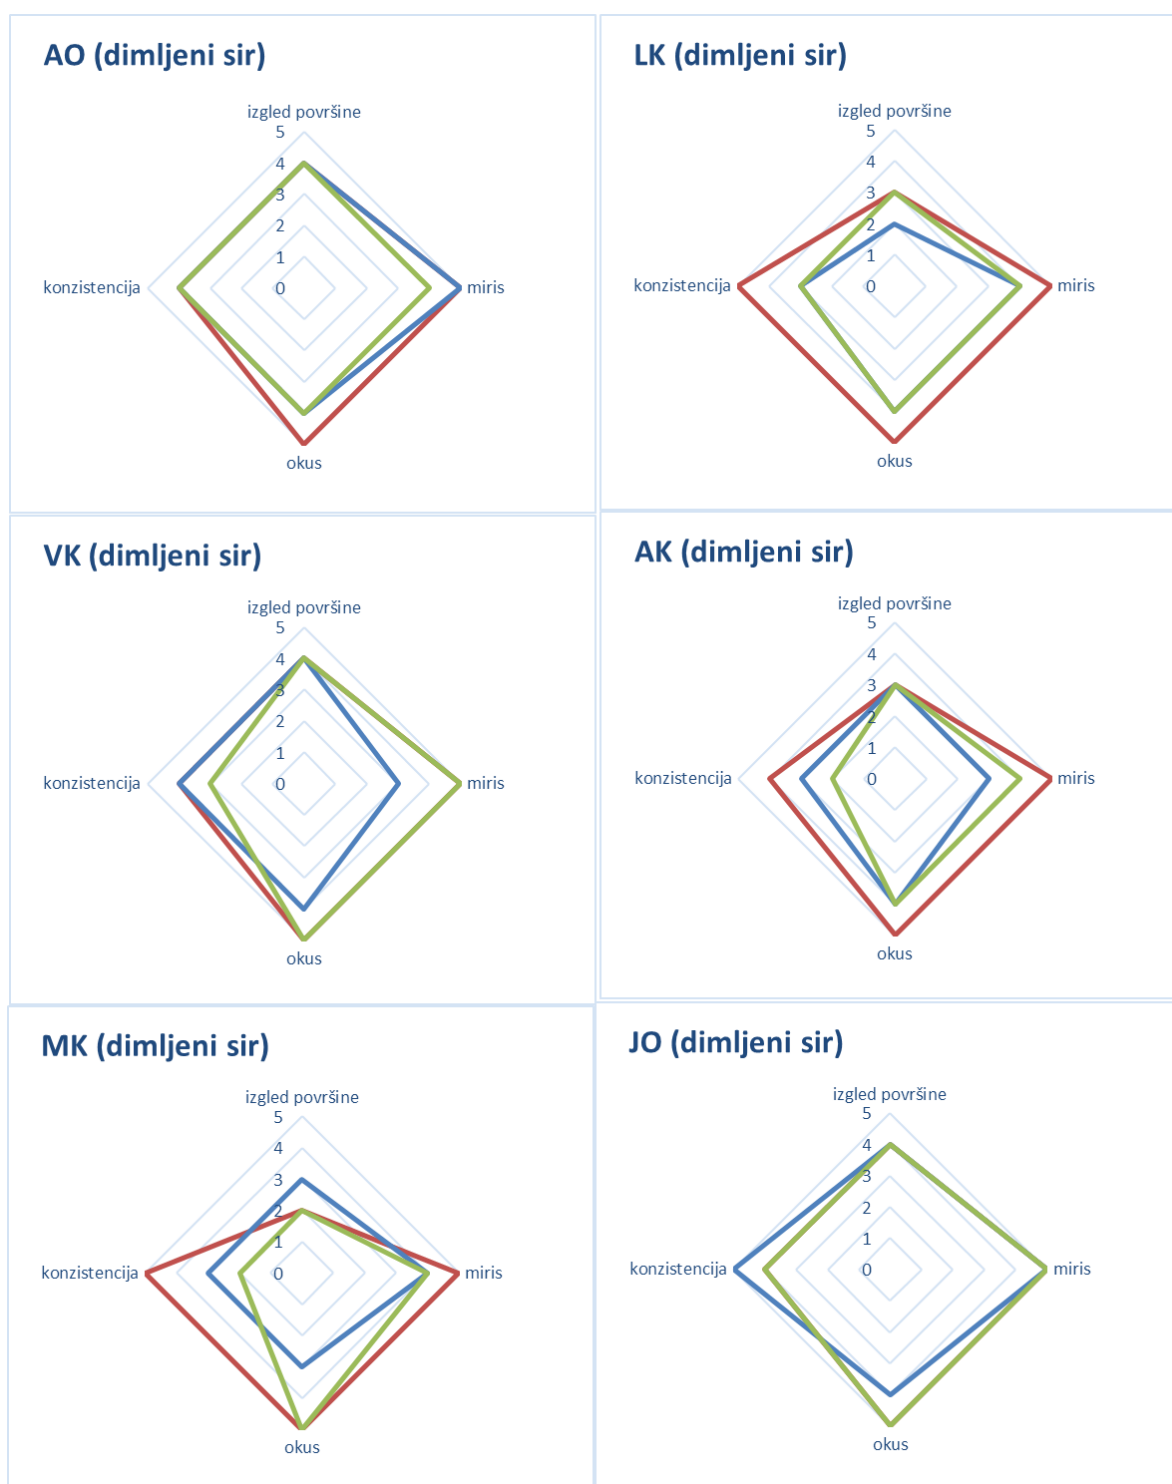 AO (dimljeni sir)
izgled površine
5
4
3
2
1
0
konzistencija
miris
okus
LK (dimljeni sir)
izgled površine
5
4
3
2
1
0
konzistencija
miris
okus
VK (dimljeni sir)
izgled površine
5
4
3
2
1
0
konzistencija
miris
okus
AK (dimljeni sir)
izgled površine
5
4
3
2
1
0
konzistencija
miris
okus
MK (dimljeni sir)
izgled površine
5
4
3
2
1
0
konzistencija
miris
okus
JO (dimljeni sir)
izgled površine
5
4
3
2
1
0
konzistencija
miris
okus